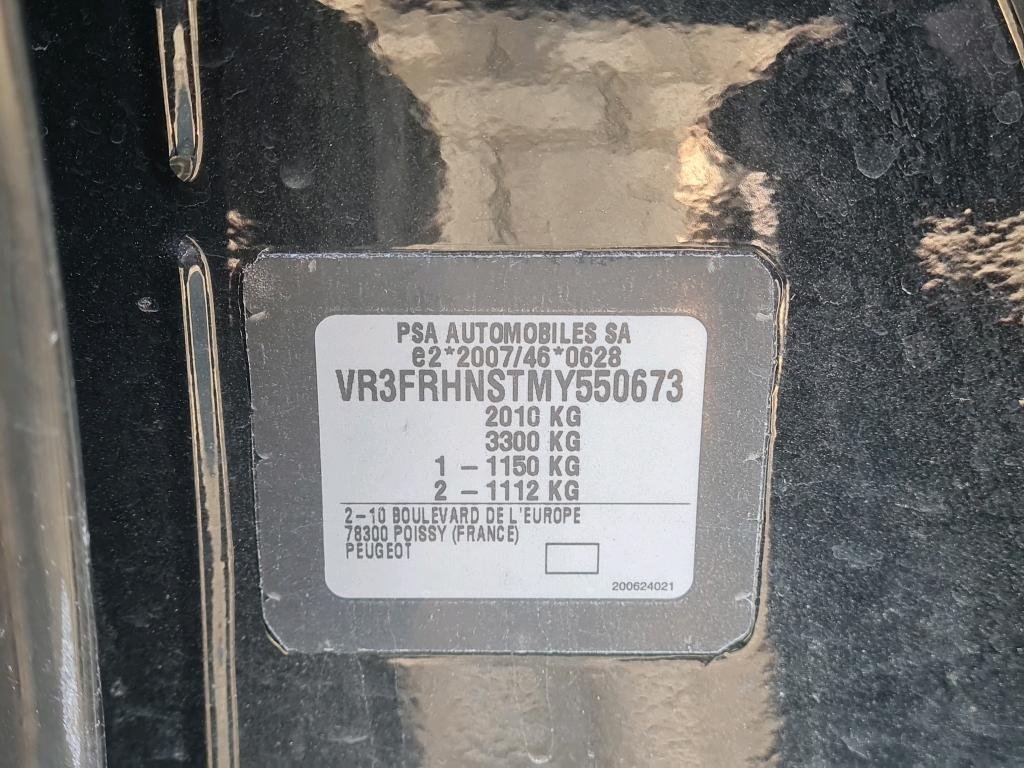 PSA AUTOMOBILES SA
e2*2007/46*0628
VR3FRHNSTMY550673
2010 KG
3300 KG
1 – 1150 KG
2 – 1112 KG
2–10 BOULEVARD DE L'EUROPE
78300 POISSY (FRANCE)
PEUGEOT
200624021